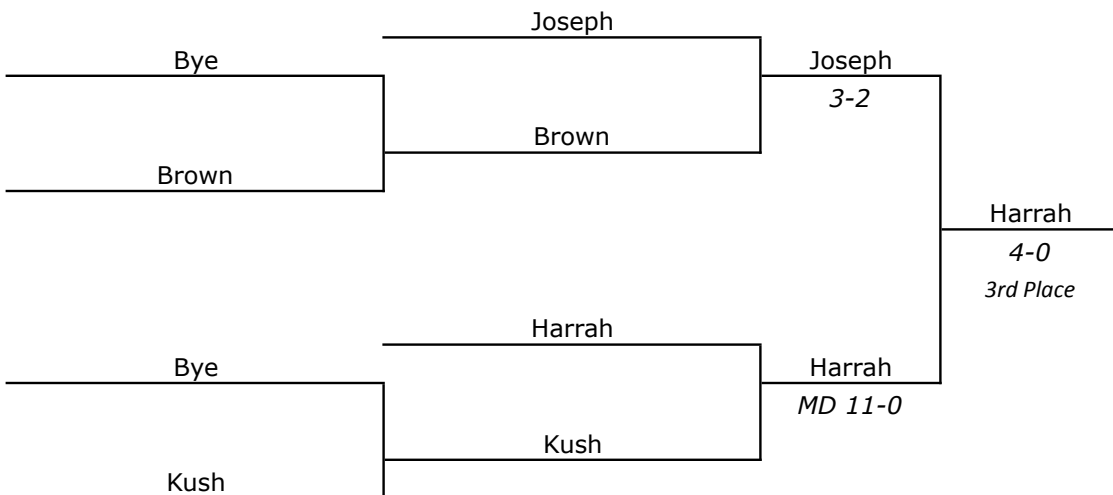 Joseph
Bye
Joseph
3-2
Brown
Brown
Harrah
4-0
3rd Place
Harrah
Bye
Harrah
MD 11-0
Kush
Kush